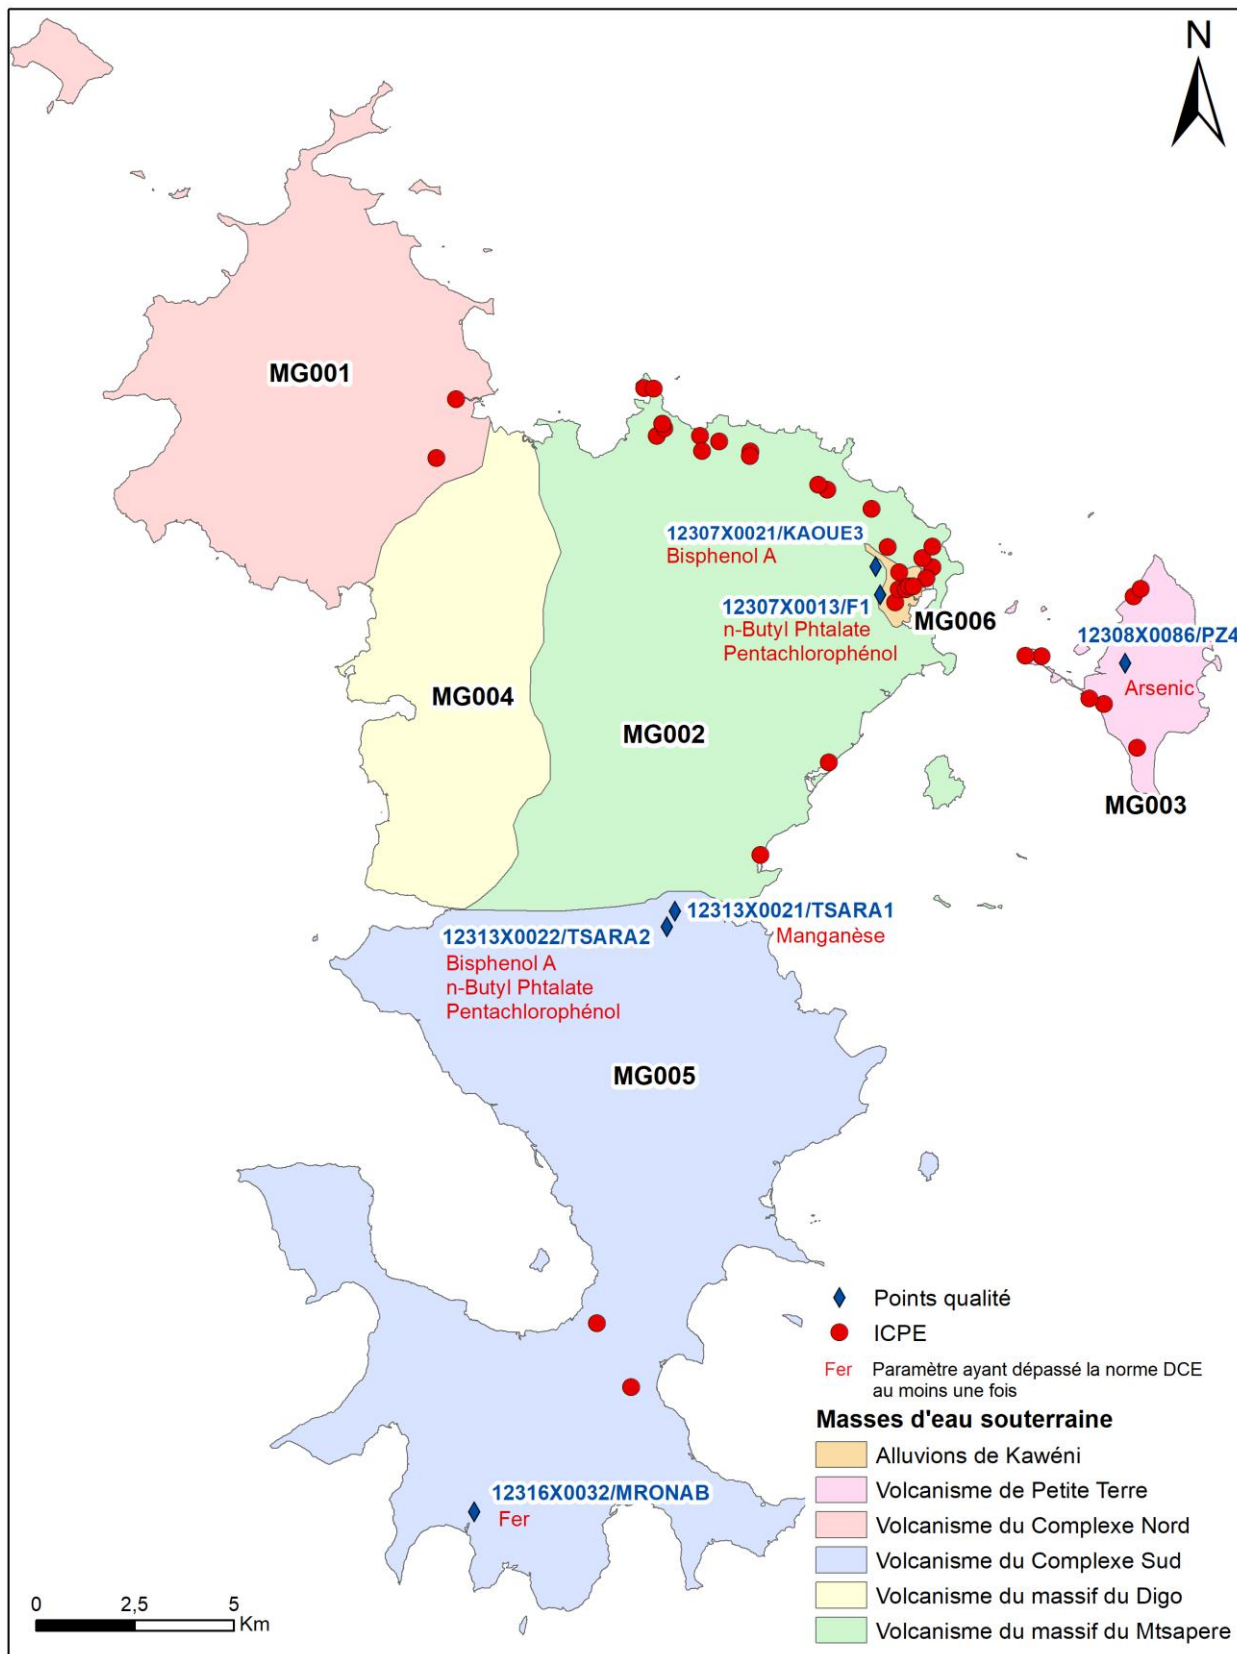 N
MG001
12307X0021/KAOUE3
Bisphenol A
12307X0013/F1
n-Butyl Phtalate
Pentachlorophénol
MG006
12308X0086/PZ4
Arsenic
MG004
MG002
MG003
12313X0021/TSARA1
Manganèse
12313X0022/TSARA2
Bisphenol A
n-Butyl Phtalate
Pentachlorophénol
MG005
Points qualité
ICPE
Fer Paramètre ayant dépassé la norme DCE
au moins une fois
Masses d'eau souterraine
Alluvions de Kawéni
Volcanisme de Petite Terre
Volcanisme du Complexe Nord
Volcanisme du Complexe Sud
Volcanisme du massif du Digo
Volcanisme du massif du Mtsapere
12316X0032/MRONAB
Fer
0 2,5 5
Km